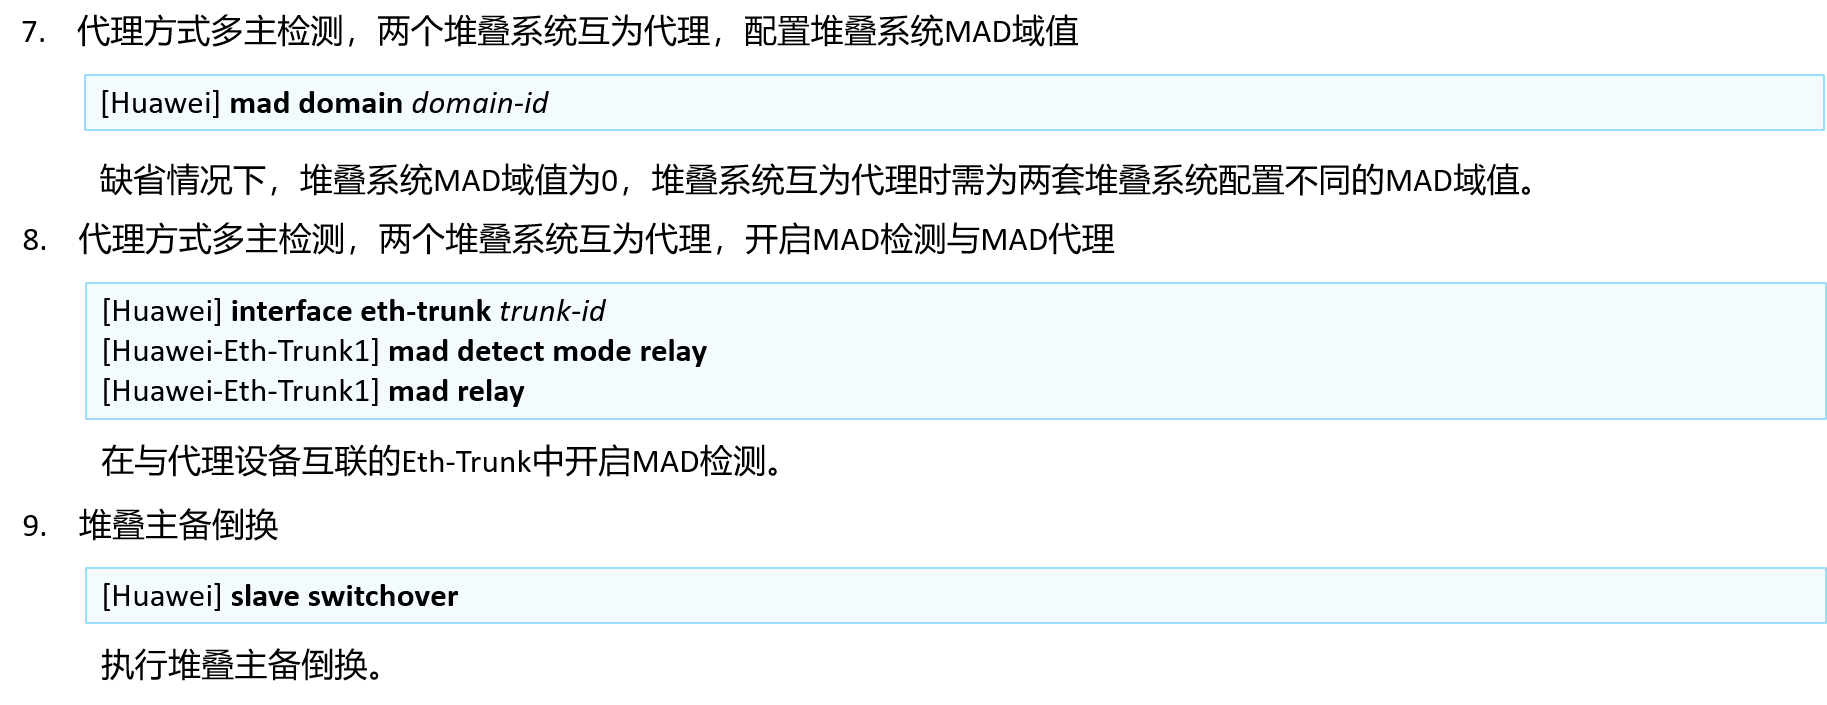 7. 代理方式多主检测，两个堆叠系统互为代理，配置堆叠系统MAD域值
[Huawei] mad domain domain-id
缺省情况下，堆叠系统MAD域值为0，堆叠系统互为代理时需为两套堆叠系统配置不同的MAD域值。
8. 代理方式多主检测，两个堆叠系统互为代理，开启MAD检测与MAD代理
[Huawei] interface eth-trunk trunk-id
[Huawei-Eth-Trunk1] mad detect mode relay
[Huawei-Eth-Trunk1] mad relay
在与代理设备互联的Eth-Trunk中开启MAD检测。
9. 堆叠主备倒换
[Huawei] slave switchover
执行堆叠主备倒换。